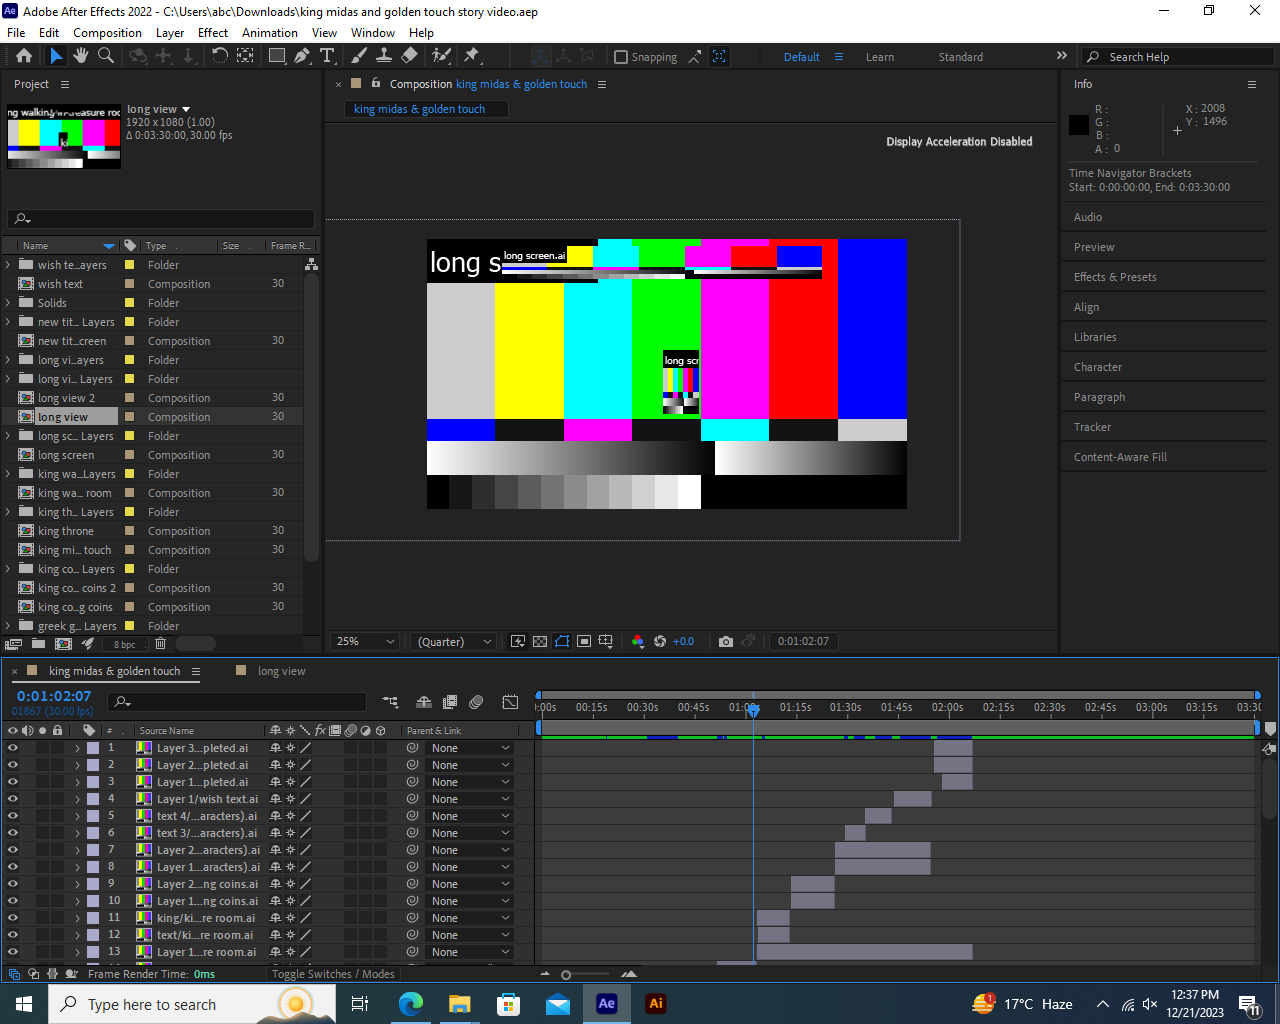 Adobe After Effects 2022 - C:\Users\abc\Downloads\king midas and golden touch story video.aep
File Edit Composition Layer Effect Animation View Window Help
Snapping Default Learn Standard Search Help
Project
long view
1920 x 1080 (1.00)
Δ 0:03:30:00, 30.00 fps
Name Type Size Frame R...
wish te...ayers Folder
wish text Composition 30
Solids Folder
new tit... Layers Folder
new tit...creen Composition 30
long vi...ayers Folder
long vi... Layers Folder
long view 2 Composition 30
long view Composition 30
long sc... Layers Folder
long screen Composition 30
king wa...Layers Folder
king wa... room Composition 30
king th... Layers Folder
king throne Composition 30
king mi... touch Composition 30
king co... Layers Folder
king co... coins 2 Composition 30
king co...g coins Composition 30
greek g... Layers Folder
8 bpc
Composition king midas & golden touch
king midas & golden touch
Display Acceleration Disabled
long s
long screen.ai
long scr
25% (Quarter) +0.0 0:01:02:07
Info
R :
G :
B :
A : 0
X : 2008
Y : 1496
Time Navigator Brackets
Start: 0:00:00:00, End: 0:03:30:00
Audio
Preview
Effects & Presets
Align
Libraries
Character
Paragraph
Tracker
Content-Aware Fill
king midas & golden touch long view
0:01:02:07
01867 (30.00 fps)
:00s 00:15s 00:30s 00:45s 01:00s 01:15s 01:30s 01:45s 02:00s 02:15s 02:30s 02:45s 03:00s 03:15s 03:30
# Source Name Parent & Link
1 Layer 3...pleted.ai None
2 Layer 2...pleted.ai None
3 Layer 1...pleted.ai None
4 Layer 1/wish text.ai None
5 text 4/...aracters).ai None
6 text 3/...aracters).ai None
7 Layer 2...aracters).ai None
8 Layer 1...aracters).ai None
9 Layer 2...ng coins.ai None
10 Layer 1...ng coins.ai None
11 king/ki...re room.ai None
12 text/ki...re room.ai None
13 Layer 1...re room.ai None
Frame Render Time: 0ms Toggle Switches / Modes
Type here to search
17°C Haze
12:37 PM
12/21/2023